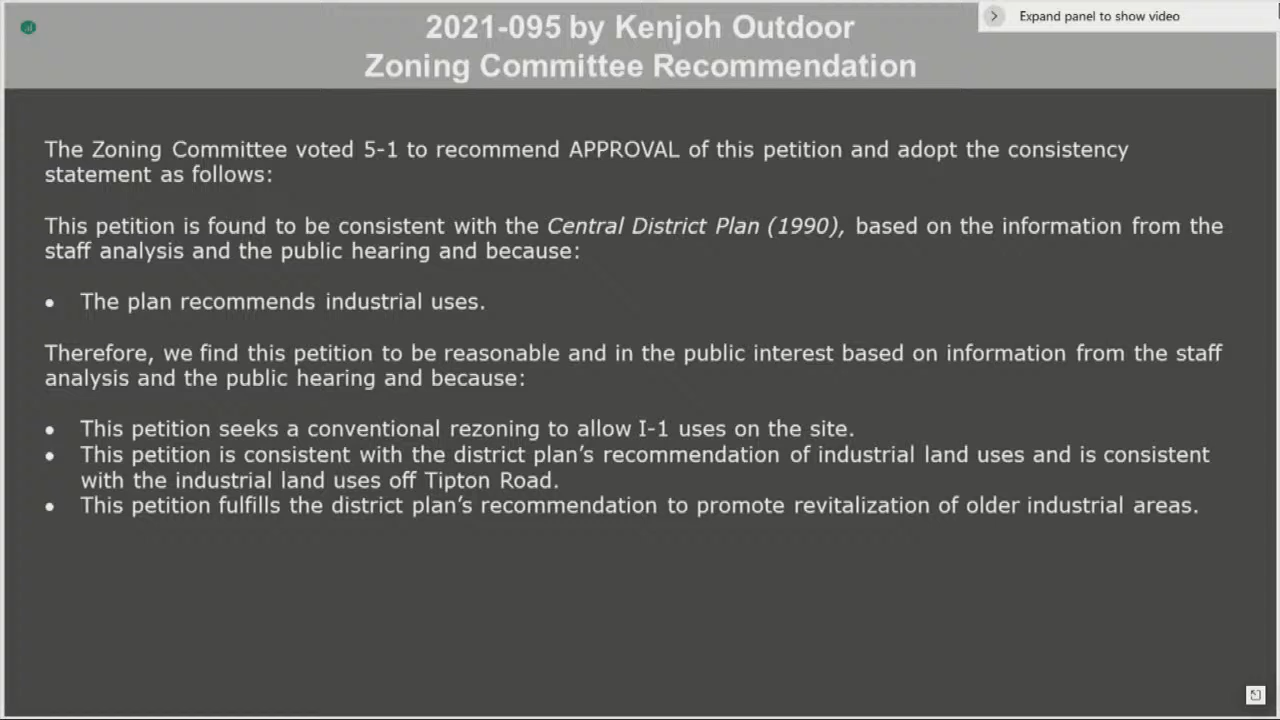 2021-095 by Kenjoh Outdoor
Zoning Committee Recommendation
Expand panel to show video
The Zoning Committee voted 5-1 to recommend APPROVAL of this petition and adopt the consistency
statement as follows:
This petition is found to be consistent with the Central District Plan (1990), based on the information from the
staff analysis and the public hearing and because:
• The plan recommends industrial uses.
Therefore, we find this petition to be reasonable and in the public interest based on information from the staff
analysis and the public hearing and because:
• This petition seeks a conventional rezoning to allow I-1 uses on the site.
• This petition is consistent with the district plan’s recommendation of industrial land uses and is consistent
with the industrial land uses off Tipton Road.
• This petition fulfills the district plan’s recommendation to promote revitalization of older industrial areas.